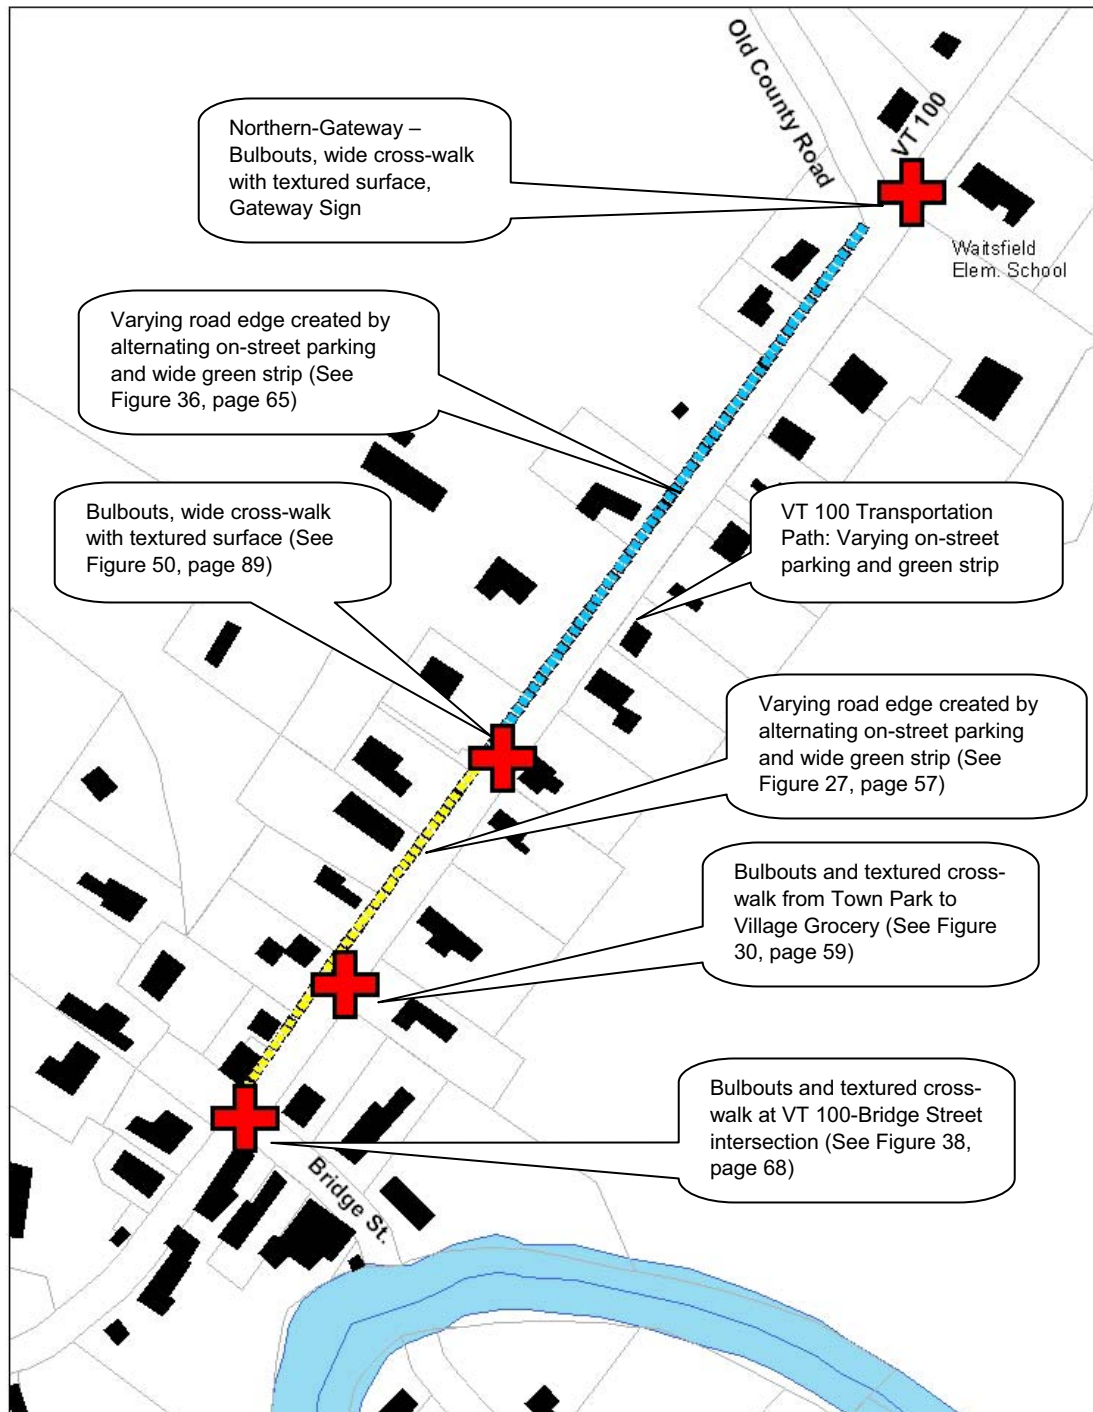 Old County Road
VT 100
Northern-Gateway –
Bulbouts, wide cross-walk
with textured surface,
Gateway Sign
Waitsfield
Elem. School
Varying road edge created by
alternating on-street parking
and wide green strip (See
Figure 36, page 65)
Bulbouts, wide cross-walk
with textured surface (See
Figure 50, page 89)
VT 100 Transportation
Path: Varying on-street
parking and green strip
Varying road edge created by
alternating on-street parking
and wide green strip (See
Figure 27, page 57)
Bulbouts and textured cross-
walk from Town Park to
Village Grocery (See Figure
30, page 59)
Bulbouts and textured cross-
walk at VT 100-Bridge Street
intersection (See Figure 38,
page 68)
Bridge St.